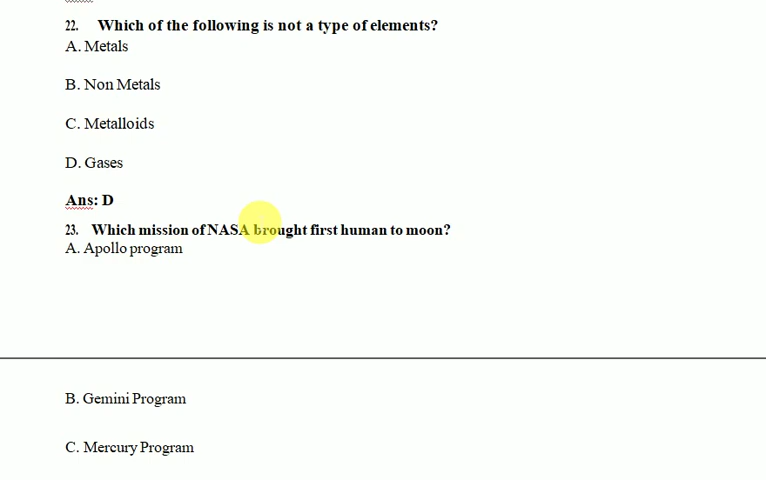 22. Which of the following is not a type of elements?
A. Metals
B. Non Metals
C. Metalloids
D. Gases
Ans: D
23. Which mission of NASA brought first human to moon?
A. Apollo program
B. Gemini Program
C. Mercury Program